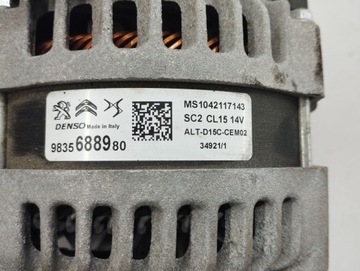 DENSO Made in Italy
9835688980
MS1042117143
SC2 CL15 14V
ALT-D15C-CEM02
34921/1